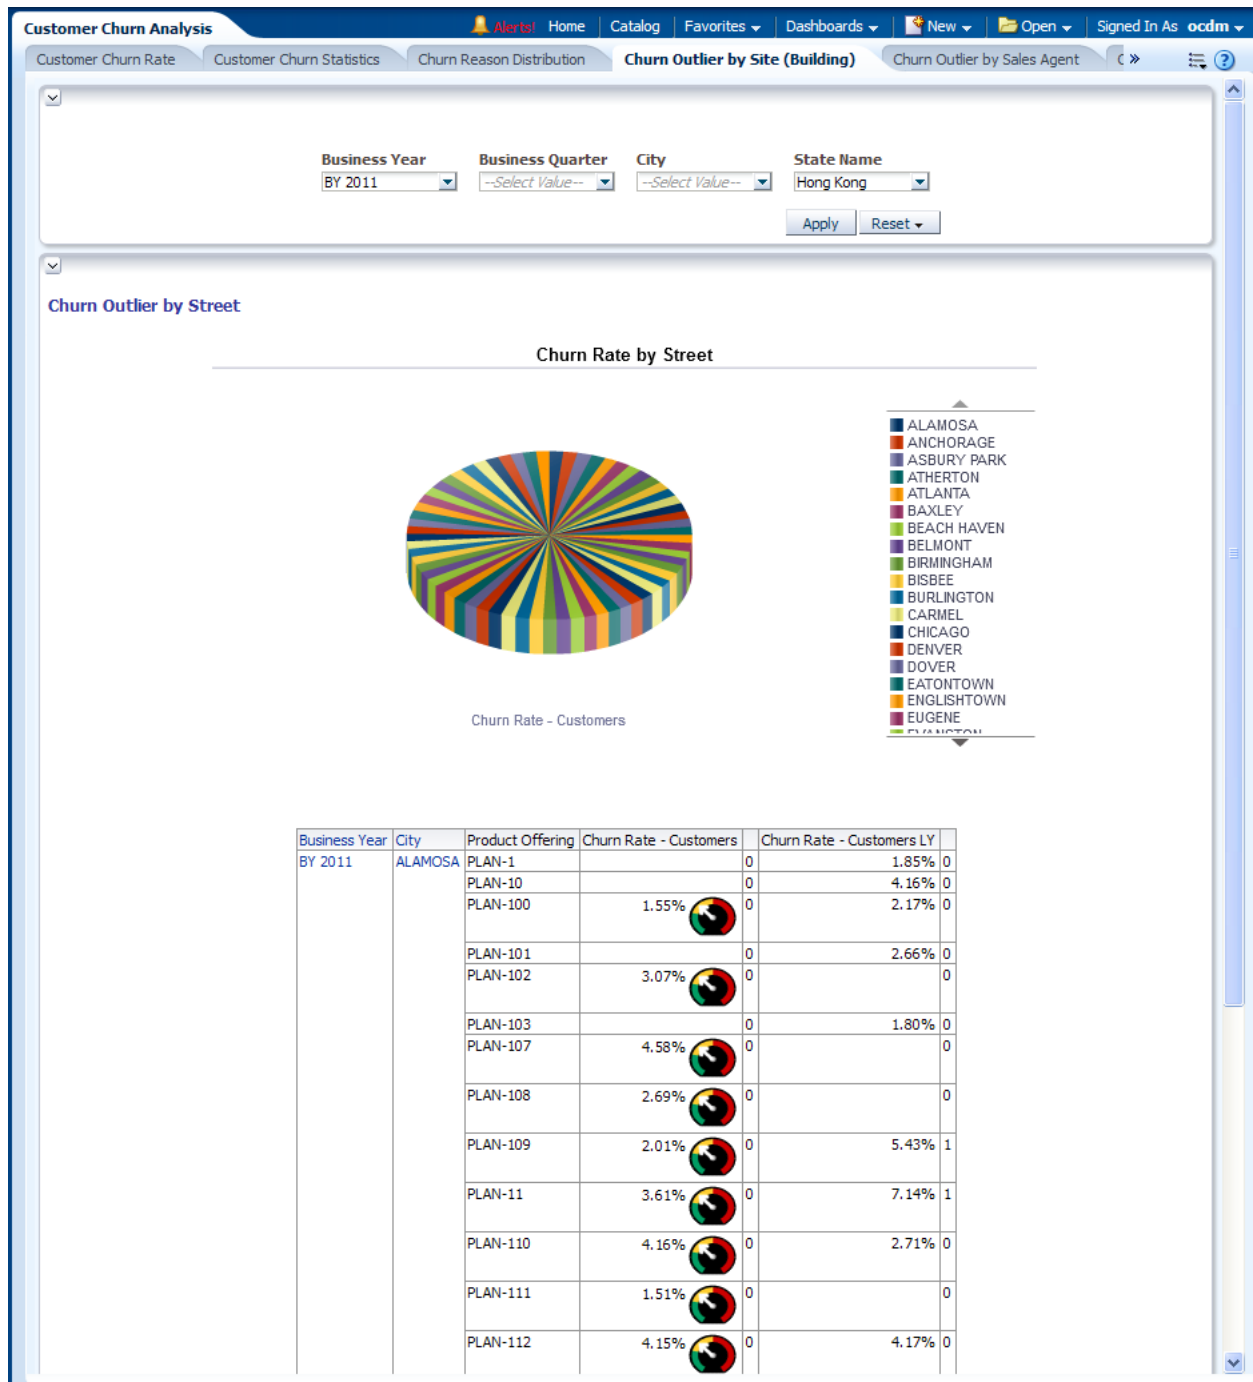 Customer Churn Analysis Alerts! Home Catalog Favorites Dashboards New Open Signed In As ocdm
Customer Churn Rate Customer Churn Statistics Churn Reason Distribution Churn Outlier by Site (Building) Churn Outlier by Sales Agent »
Business Year Business Quarter City State Name
BY 2011 --Select Value-- --Select Value-- Hong Kong
Apply Reset
Churn Outlier by Street
Churn Rate by Street
ALAMOSA
ANCHORAGE
ASBURY PARK
ATHERTON
ATLANTA
BAXLEY
BEACH HAVEN
BELMONT
BIRMINGHAM
BISBEE
BURLINGTON
CARMEL
CHICAGO
DENVER
DOVER
EATONTOWN
ENGLISHTOWN
EUGENE
EVANSTON
Churn Rate - Customers
Business Year City Product Offering Churn Rate - Customers Churn Rate - Customers LY
BY 2011 ALAMOSA PLAN-1 0 1.85% 0
PLAN-10 0 4.16% 0
PLAN-100 1.55% 0 2.17% 0
PLAN-101 0 2.66% 0
PLAN-102 3.07% 0 0
PLAN-103 0 1.80% 0
PLAN-107 4.58% 0 0
PLAN-108 2.69% 0 0
PLAN-109 2.01% 0 5.43% 1
PLAN-11 3.61% 0 7.14% 1
PLAN-110 4.16% 0 2.71% 0
PLAN-111 1.51% 0 0
PLAN-112 4.15% 0 4.17% 0